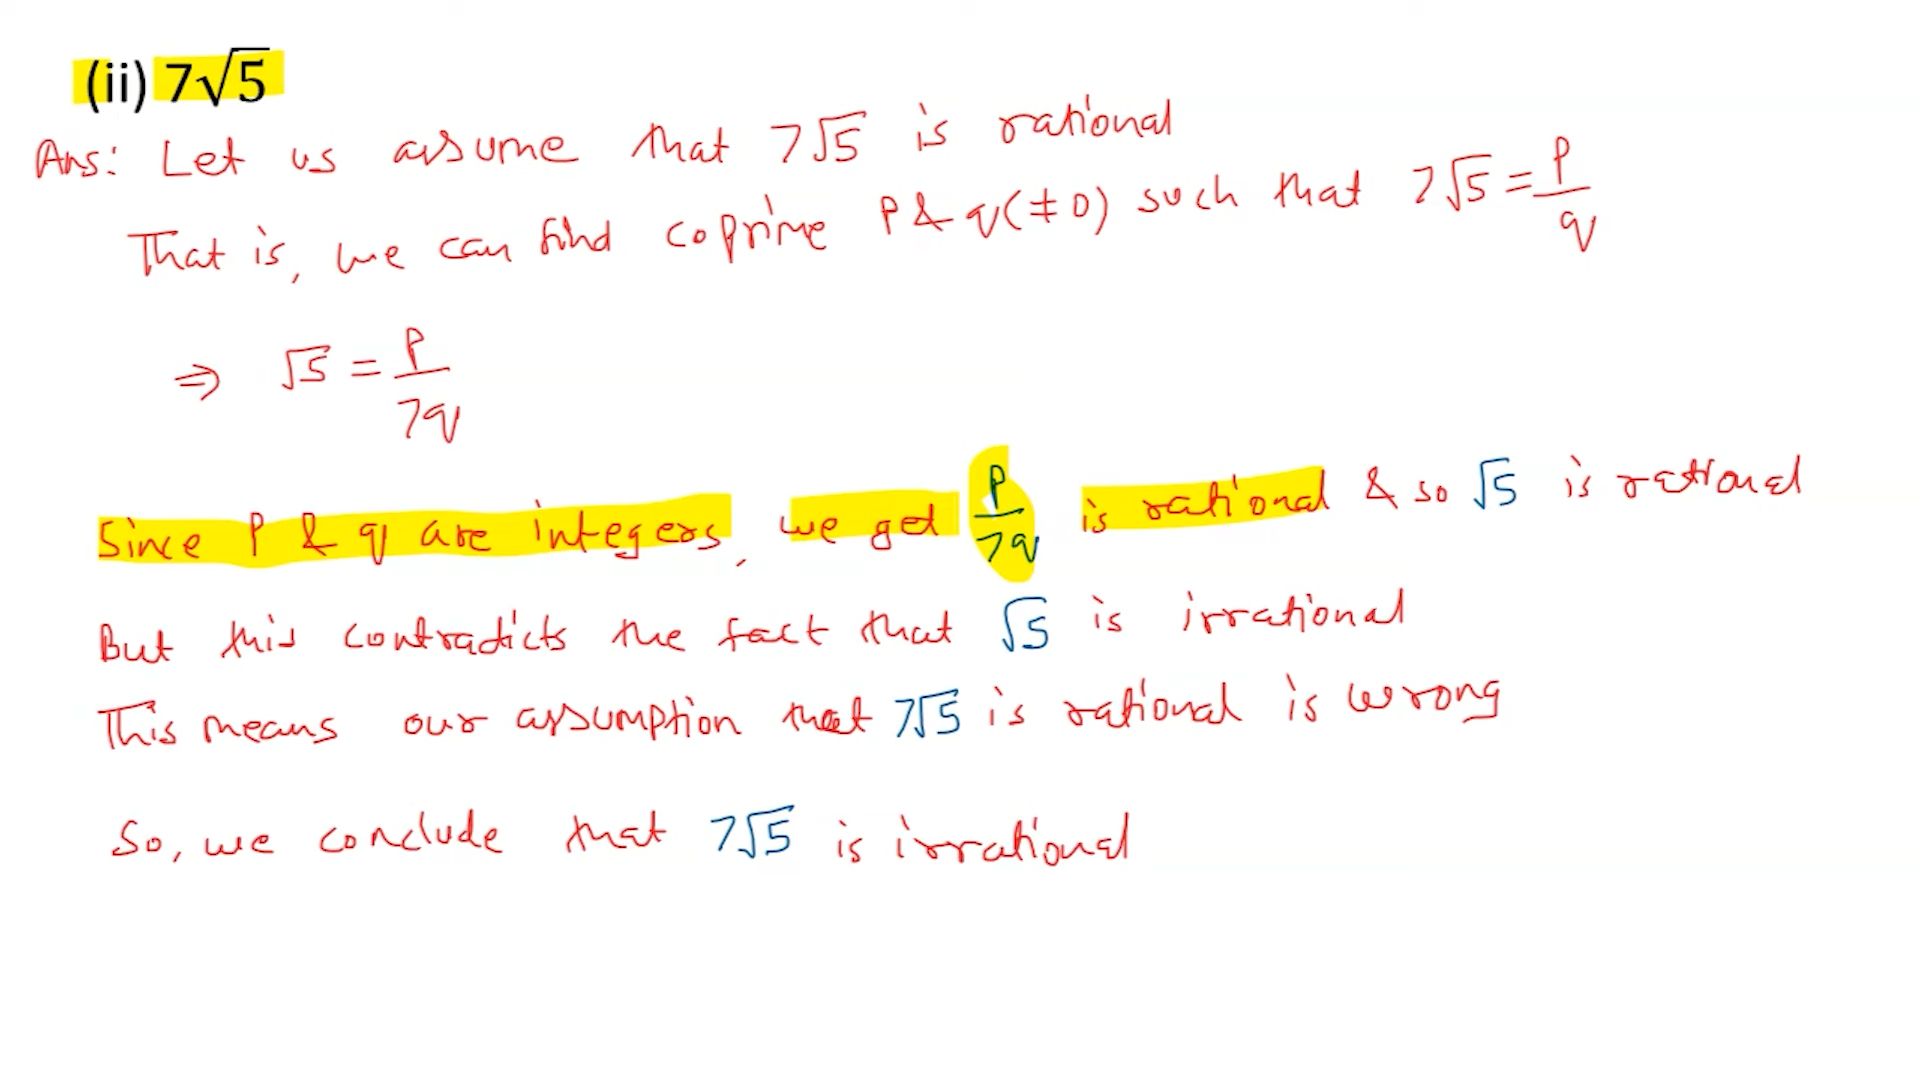 (ii) 7√5
Ans: Let us assume that 7√5 is rational
That is, we can find coprime P & q(≠0) such that 7√5 = P/q
⇒ √5 = P/7q
Since P & q are integers, we get P/7q is rational & so √5 is rational
But this contradicts the fact that √5 is irrational
This means our assumption that 7√5 is rational is wrong
So, we conclude that 7√5 is irrational